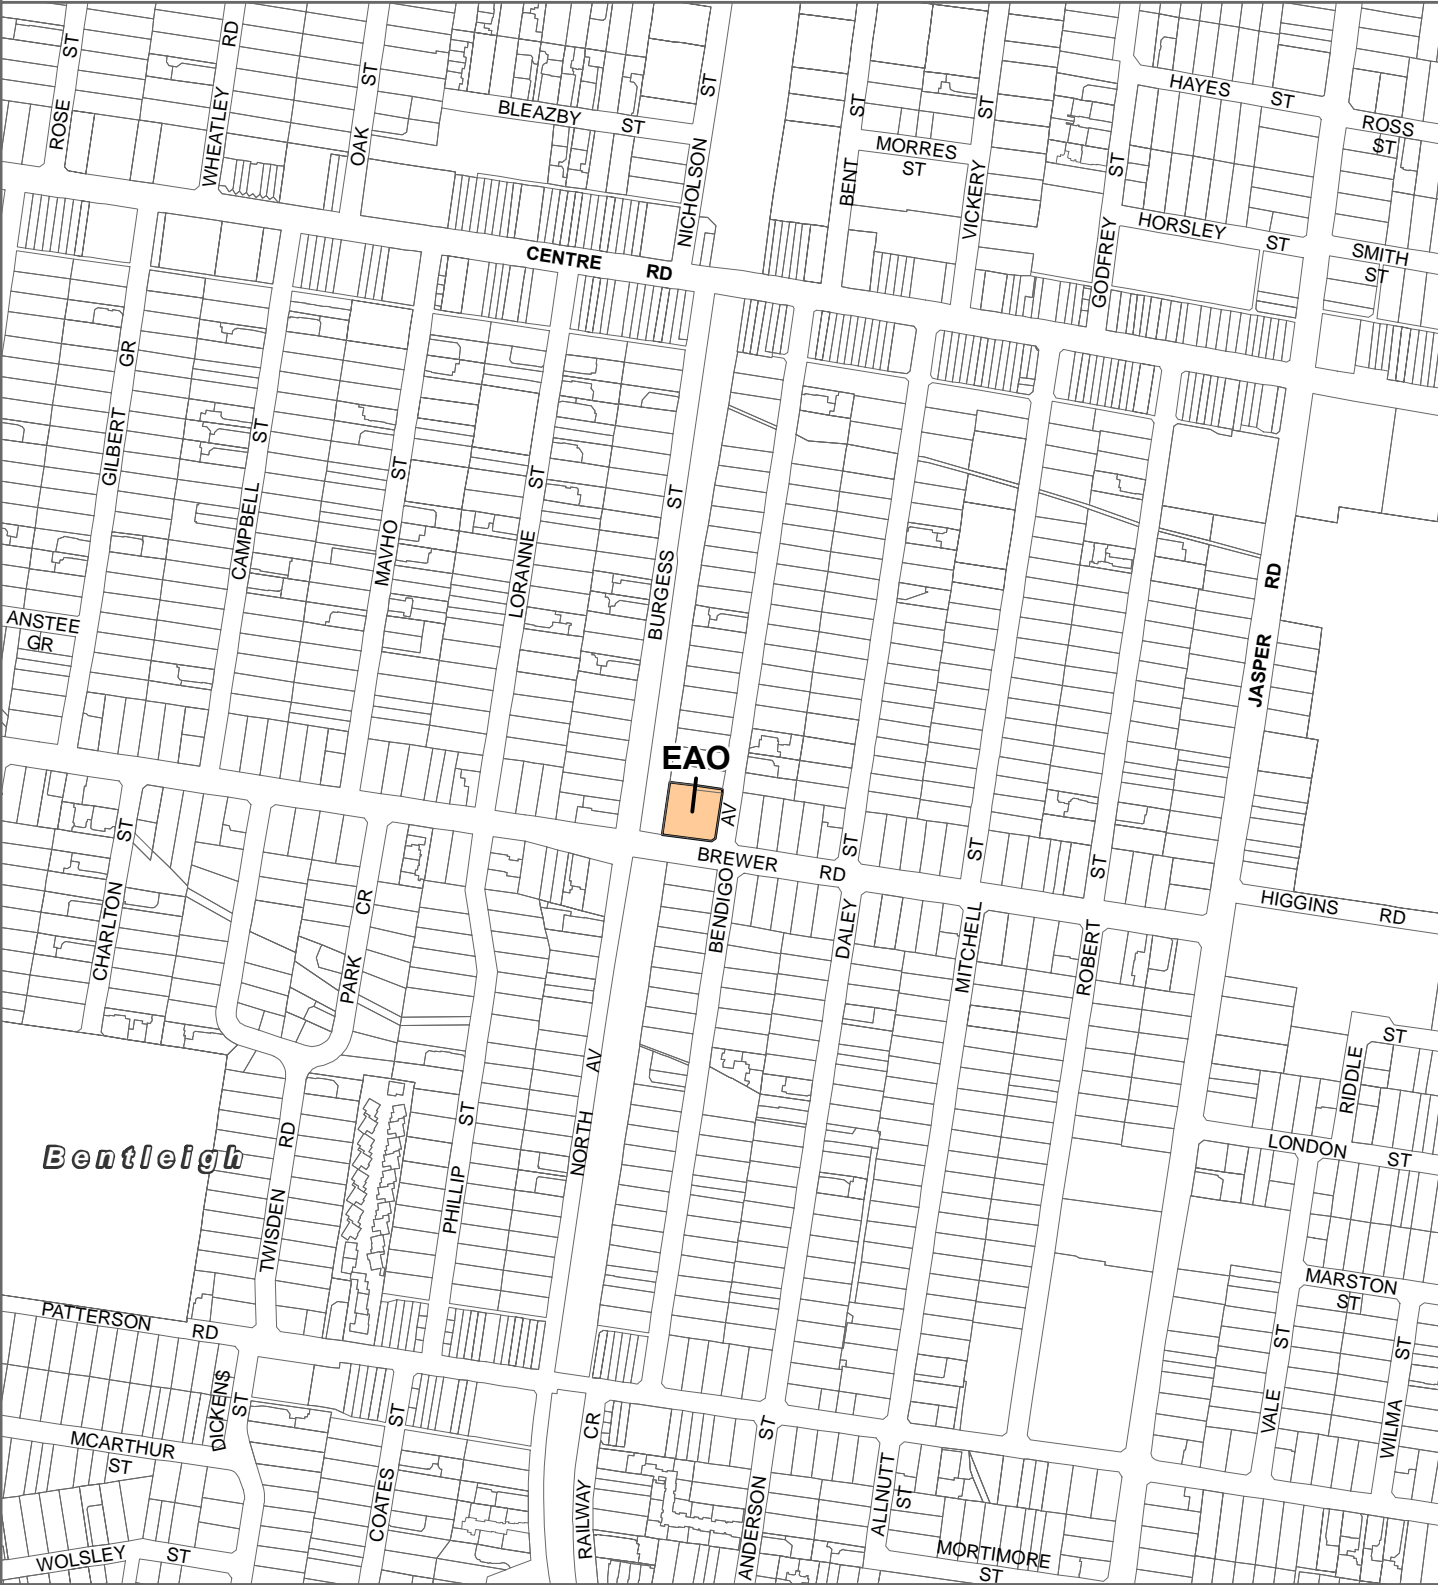 ROSE ST
WHEATLEY RD
OAK ST
BLEAZBY ST
NICHOLSON ST
BENT ST
MORRES
ST
VICKERY ST
GODFREY ST
HAYES ST
ROSS
ST
HORSLEY ST
SMITH
ST
CENTRE RD
GILBERT GR
CAMPBELL ST
MAVHO ST
LORANNE ST
BURGESS ST
JASPER RD
ANSTEE
GR
EAO
BREWER RD
BENDIGO AV
DALEY ST
MITCHELL ST
ROBERT ST
HIGGINS RD
CHARLTON ST
PARK CR
NORTH AV
RIDDLE ST
LONDON ST
Bentleigh
TWISDEN RD
PHILLIP ST
MARSTON
ST
PATTERSON RD
VALE ST
WILMA ST
DICKENS ST
MCARTHUR
ST
COATES ST
RAILWAY CR
ANDERSON ST
ALLNUTT ST
MORTIMORE
ST
WOLSLEY ST